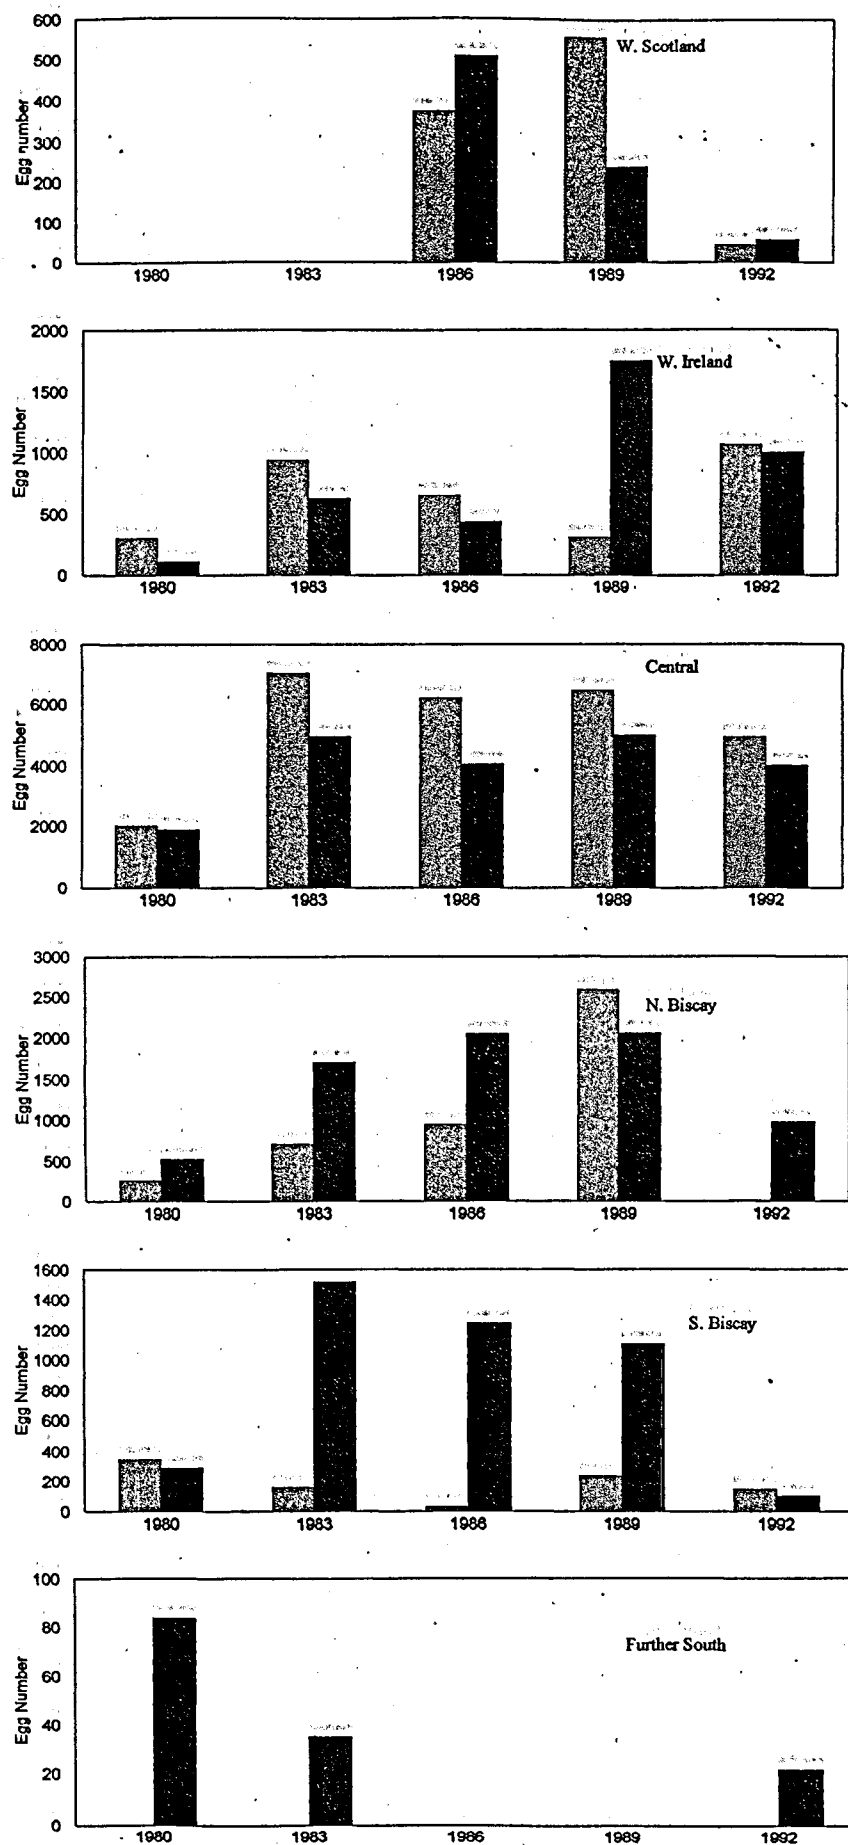 600
500
400
300
200
100
0
Egg number
W. Scotland
1980 1983 1986 1989 1992
2000
1500
1000
500
0
Egg Number
W. Ireland
1980 1983 1986 1989 1992
8000
6000
4000
2000
0
Egg Number
Central
1980 1983 1986 1989 1992
3000
2500
2000
1500
1000
500
0
Egg Number
N. Biscay
1980 1983 1986 1989 1992
1600
1400
1200
1000
800
600
400
200
0
Egg Number
S. Biscay
1980 1983 1986 1989 1992
100
80
60
40
20
0
Egg Number
Further South
1980 1983 1986 1989 1992